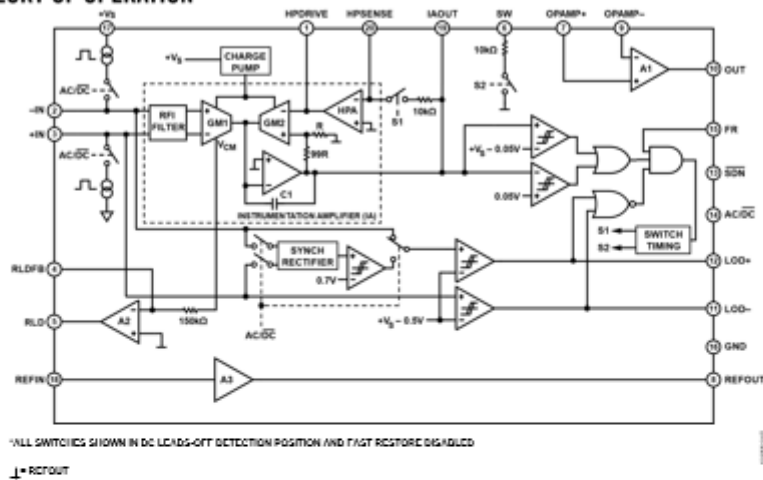 +Vs
HPDRIVE
HPSENSE
IAOUT
SW
OPAMP+
OPAMP–
17
1
20
19
6
7
9
10kΩ
+Vs
CHARGE
PUMP
A1
10 OUT
AC/DC
S2
–IN 2
RFI
FILTER
GM1
GM2
HPA
S1
10kΩ
+IN 3
R
15 FR
VCM
99R
+Vs – 0.05V
AC/DC
13 SDN
0.05V
C1
14 AC/DC
INSTRUMENTATION AMPLIFIER (IA)
S1
S2
SWITCH
TIMING
SYNCH
RECTIFIER
12 LOD+
RLDFB 4
0.7V
RLD 5
A2
150kΩ
+Vs – 0.5V
11 LOD–
AC/DC
16 GND
REFIN 18
A3
8 REFOUT
*ALL SWITCHES SHOWN IN DC LEADS-OFF DETECTION POSITION AND FAST RESTORE DISABLED
= REFOUT